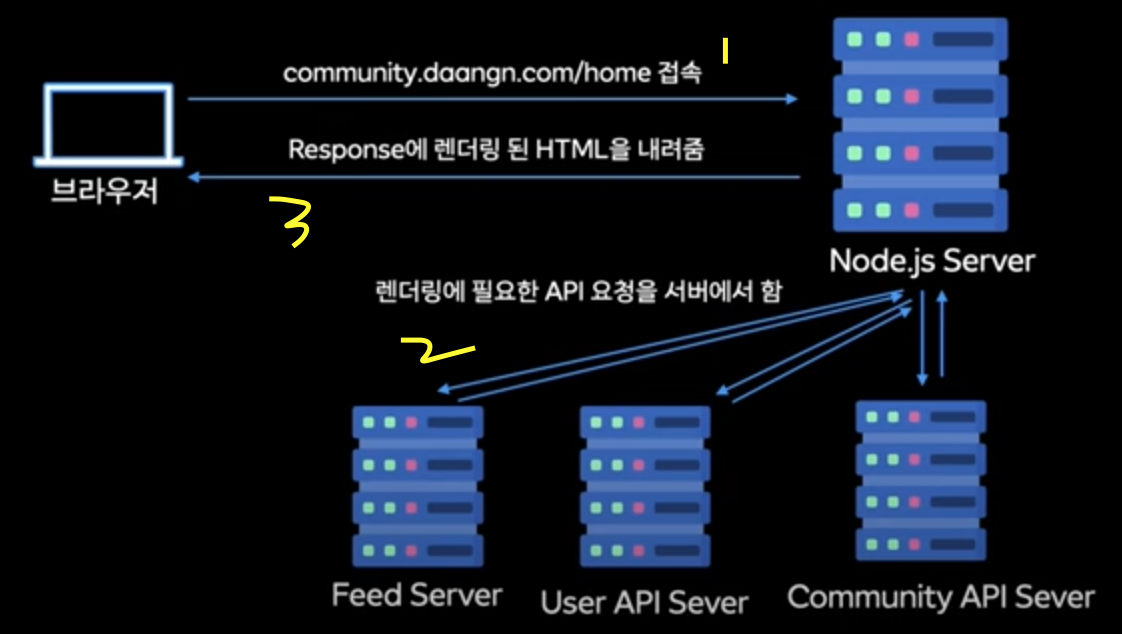 community.daangn.com/home 접속
1
Response에 렌더링 된 HTML을 내려줌
브라우저
3
Node.js Server
렌더링에 필요한 API 요청을 서버에서 함
2
Feed Server
User API Sever
Community API Sever